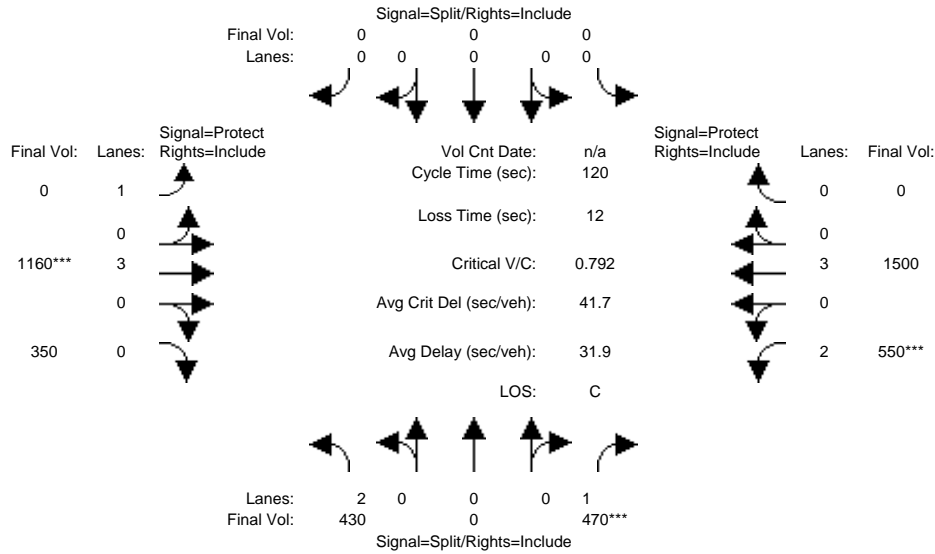 Signal=Split/Rights=Include
Final Vol: 0 0 0
Lanes: 0 0 0 0 0
Signal=Protect Signal=Protect
Final Vol: Lanes: Rights=Include Vol Cnt Date: n/a Rights=Include Lanes: Final Vol:
Cycle Time (sec): 120
0 1 0 0
Loss Time (sec): 12
0 0
1160*** 3 Critical V/C: 0.792 3 1500
0 Avg Crit Del (sec/veh): 41.7 0
350 0 Avg Delay (sec/veh): 31.9 2 550***
LOS: C
Lanes: 2 0 0 0 1
Final Vol: 430 0 470***
Signal=Split/Rights=Include